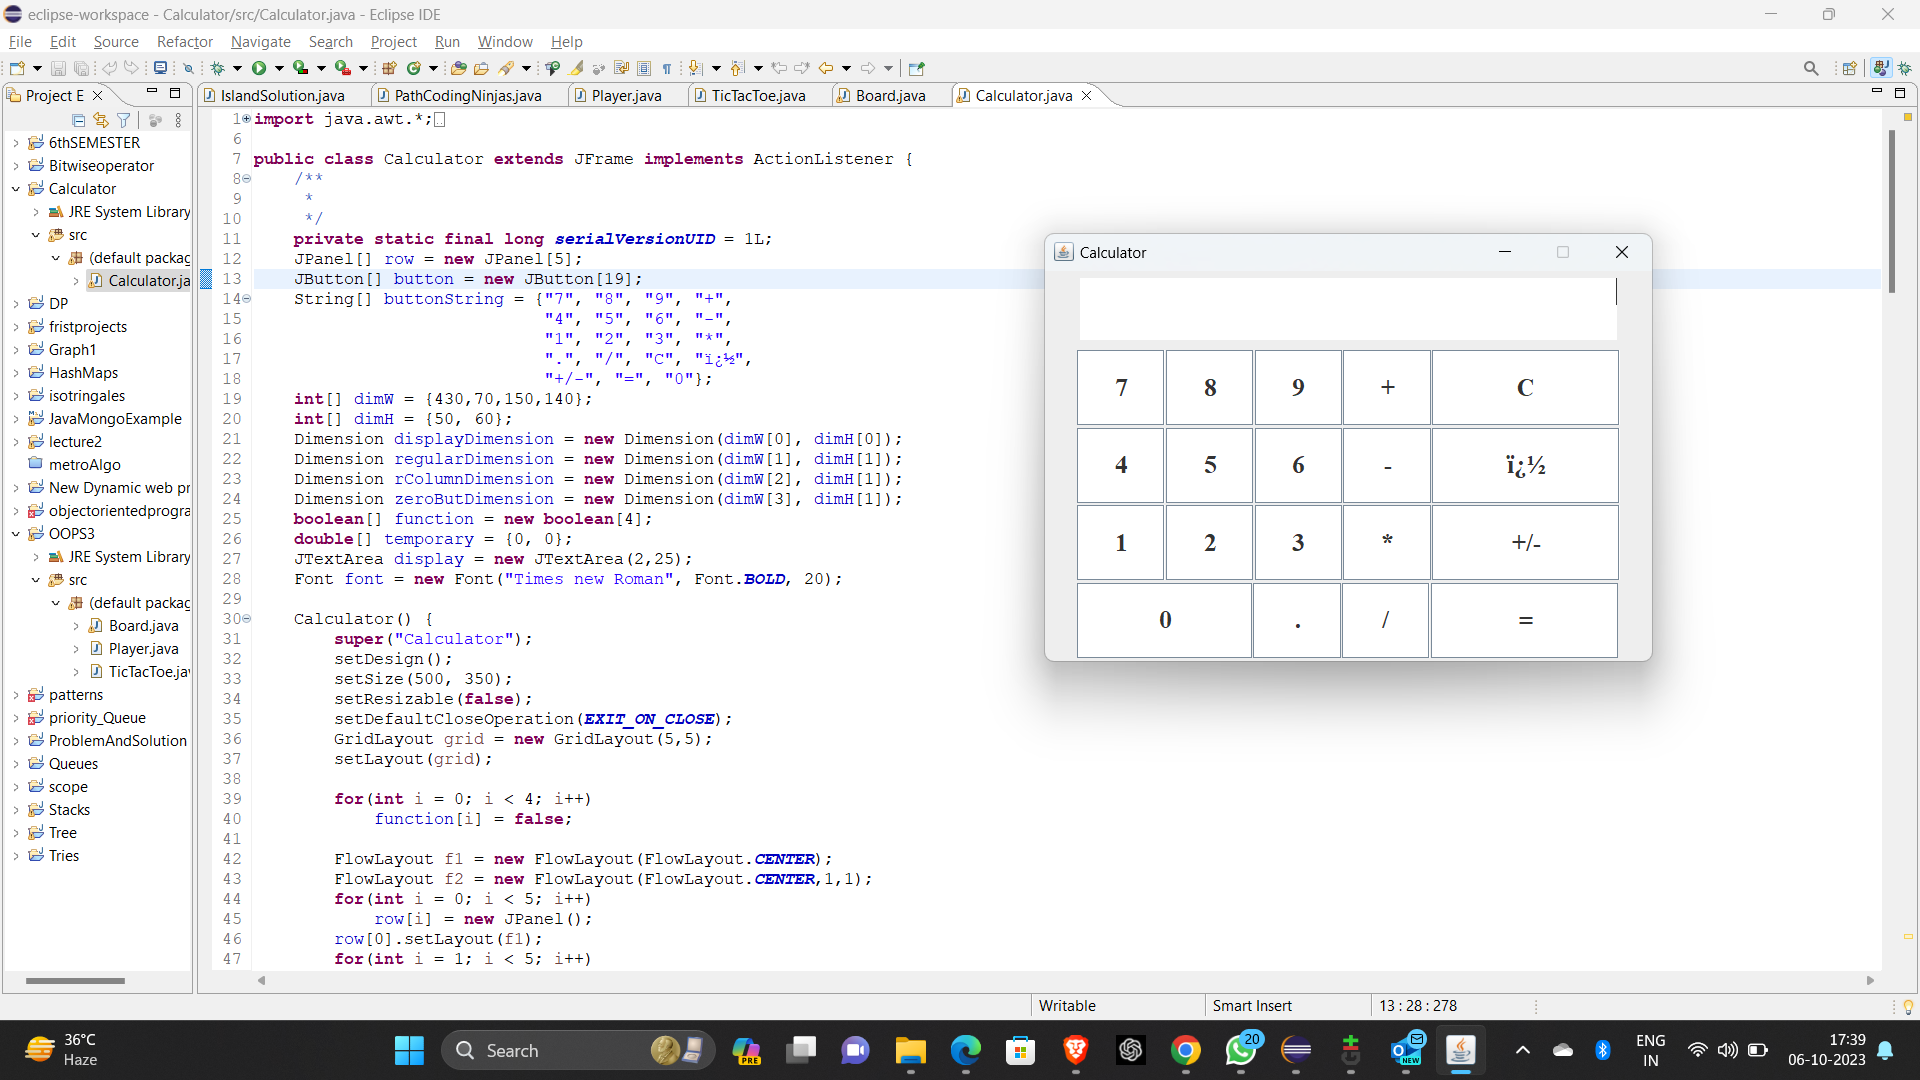 eclipse-workspace - Calculator/src/Calculator.java - Eclipse IDE
File Edit Source Refactor Navigate Search Project Run Window Help
Project E
IslandSolution.java PathCodingNinjas.java Player.java TicTacToe.java Board.java Calculator.java
6thSEMESTER
Bitwiseoperator
Calculator
JRE System Library
src
(default packag
Calculator.ja
DP
fristprojects
Graph1
HashMaps
isotringales
JavaMongoExample
lecture2
metroAlgo
New Dynamic web pr
objectorientedprogra
OOPS3
JRE System Library
src
(default packag
Board.java
Player.java
TicTacToe.jav
patterns
priority_Queue
ProblemAndSolution
Queues
scope
Stacks
Tree
Tries
1 import java.awt.*;
6
7 public class Calculator extends JFrame implements ActionListener {
8 /**
9 *
10 */
11 private static final long serialVersionUID = 1L;
12 JPanel[] row = new JPanel[5];
13 JButton[] button = new JButton[19];
14 String[] buttonString = {"7", "8", "9", "+",
15 "4", "5", "6", "-",
16 "1", "2", "3", "*",
17 ".", "/", "C", "ï¿½",
18 "+/-", "=", "0"};
19 int[] dimW = {430,70,150,140};
20 int[] dimH = {50, 60};
21 Dimension displayDimension = new Dimension(dimW[0], dimH[0]);
22 Dimension regularDimension = new Dimension(dimW[1], dimH[1]);
23 Dimension rColumnDimension = new Dimension(dimW[2], dimH[1]);
24 Dimension zeroButDimension = new Dimension(dimW[3], dimH[1]);
25 boolean[] function = new boolean[4];
26 double[] temporary = {0, 0};
27 JTextArea display = new JTextArea(2,25);
28 Font font = new Font("Times new Roman", Font.BOLD, 20);
29
30 Calculator() {
31 super("Calculator");
32 setDesign();
33 setSize(500, 350);
34 setResizable(false);
35 setDefaultCloseOperation(EXIT_ON_CLOSE);
36 GridLayout grid = new GridLayout(5,5);
37 setLayout(grid);
38
39 for(int i = 0; i < 4; i++)
40 function[i] = false;
41
42 FlowLayout f1 = new FlowLayout(FlowLayout.CENTER);
43 FlowLayout f2 = new FlowLayout(FlowLayout.CENTER,1,1);
44 for(int i = 0; i < 5; i++)
45 row[i] = new JPanel();
46 row[0].setLayout(f1);
47 for(int i = 1; i < 5; i++)
Calculator
7 8 9 + C
4 5 6 - ï¿½
1 2 3 * +/-
0 . / =
Writable Smart Insert 13 : 28 : 278
36°C
Haze
Search
PRE
20
NEW
ENG
IN
17:39
06-10-2023